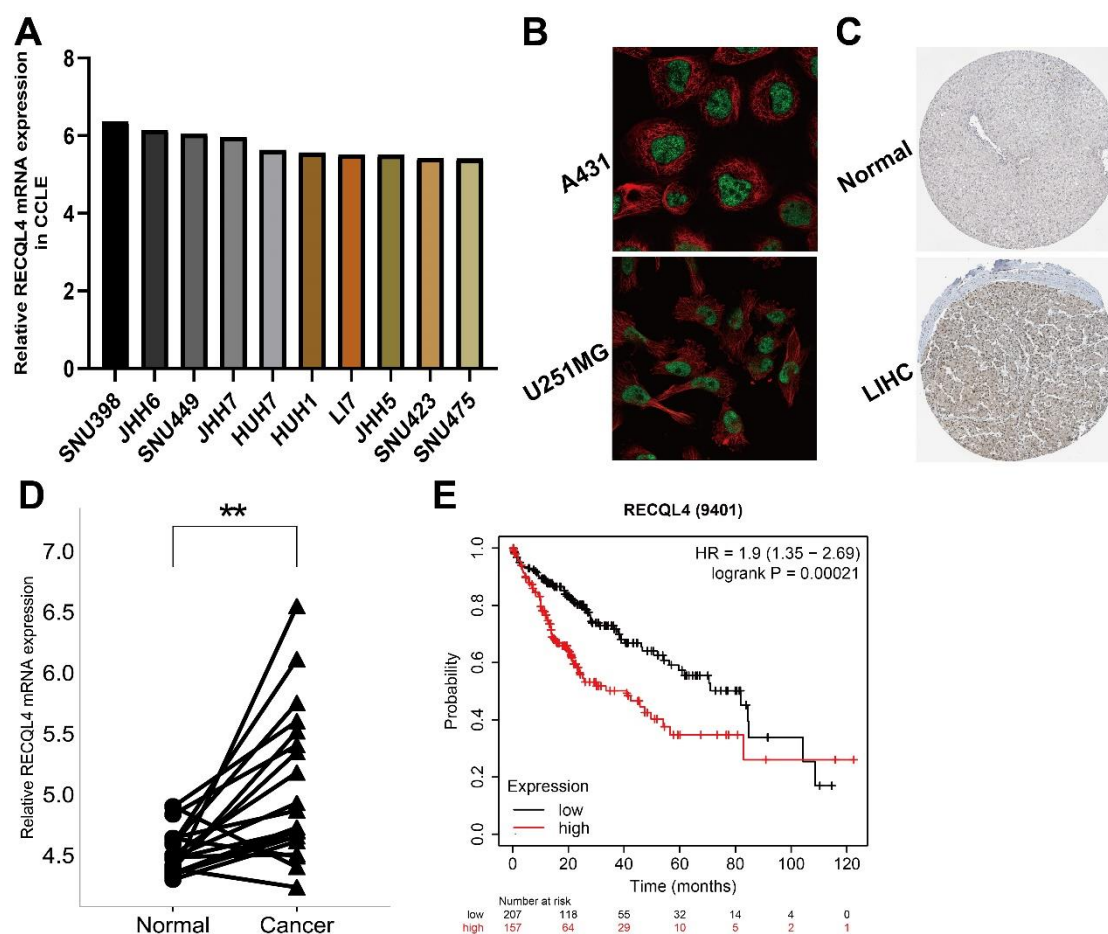 A
Relative RECQL4 mRNA expression
in CCLE
8
6
4
2
0
SNU398
JHH6
SNU449
JHH7
HUH7
HUH1
LI7
JHH5
SNU423
SNU475
B
A431
U251MG
C
Normal
LIHC
D
**
Relative RECQL4 mRNA expression
7.0
6.5
6.0
5.5
5.0
4.5
Normal Cancer
E
RECQL4 (9401)
HR = 1.9 (1.35 − 2.69)
logrank P = 0.00021
Probability
1.0
0.8
0.6
0.4
0.2
0.0
Expression
low
high
0 20 40 60 80 100 120
Time (months)
Number at risk
low 207 118 55 32 14 4 0
high 157 64 29 10 5 2 1